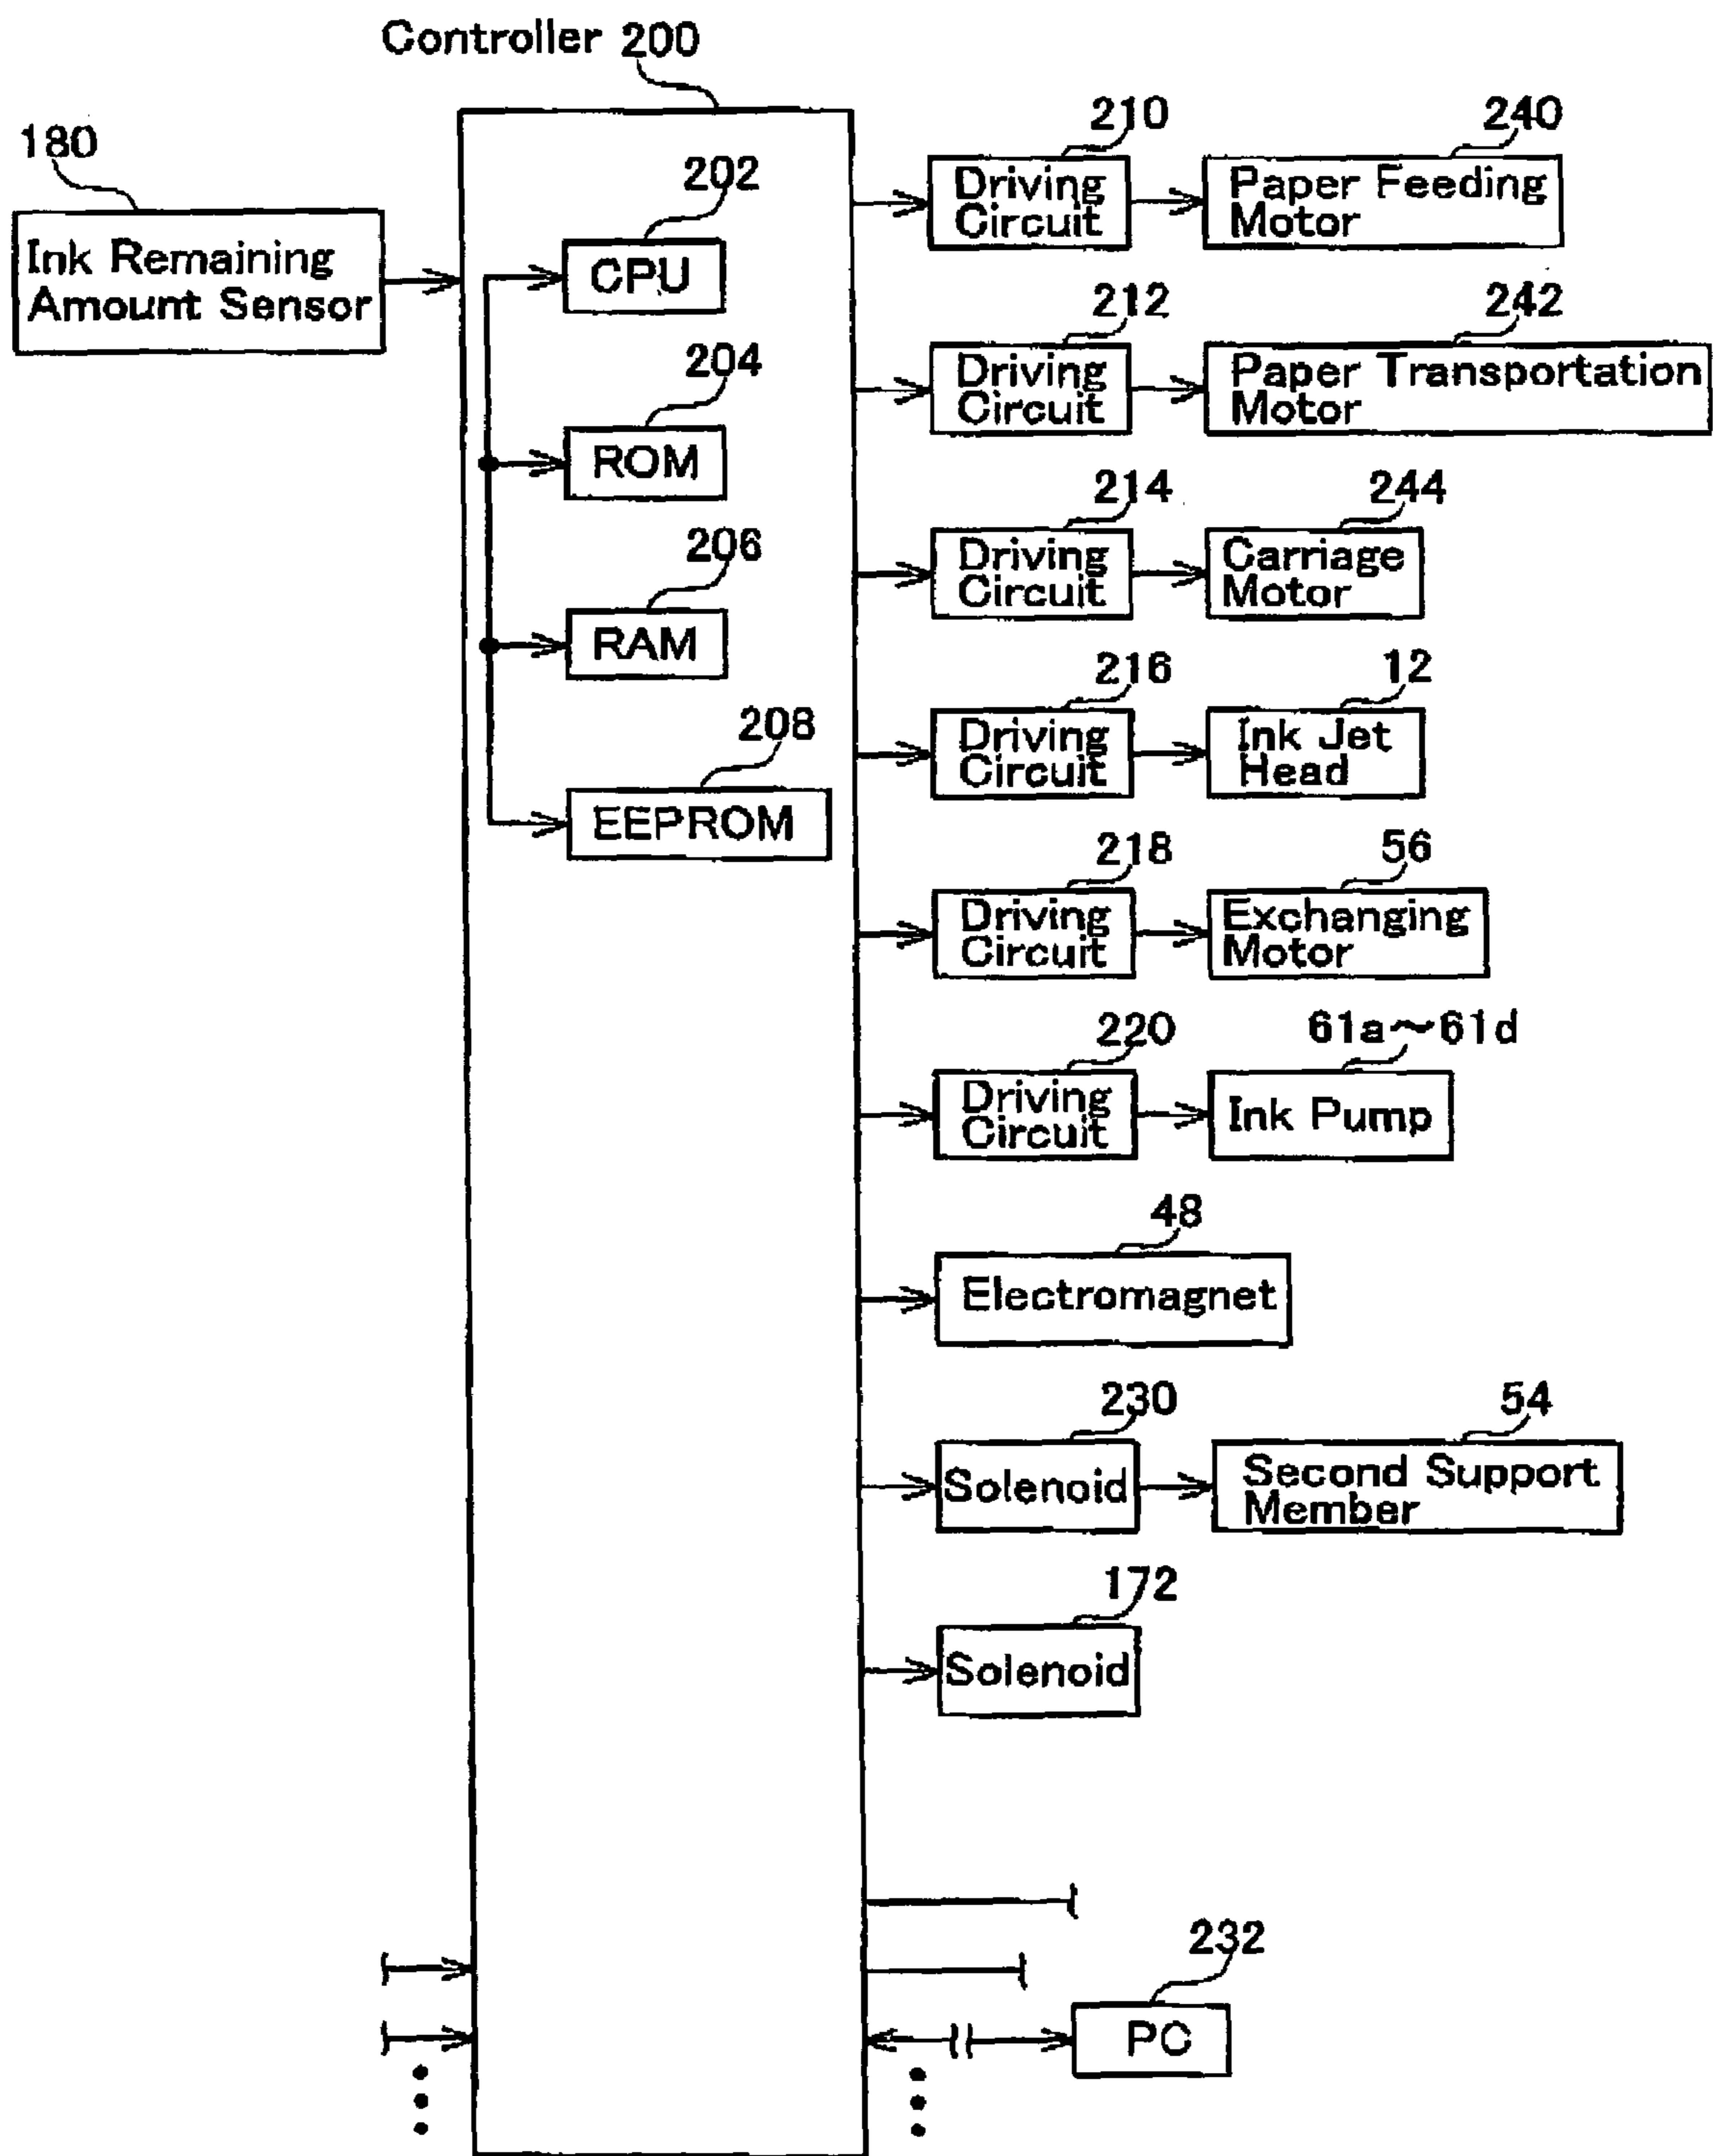 Controller 200
180
Ink Remaining
Amount Sensor
202
CPU
204
ROM
206
RAM
208
EEPROM
210
Driving
Circuit
240
Paper Feeding
Motor
212
Driving
Circuit
242
Paper Transportation
Motor
214
Driving
Circuit
244
Carriage
Motor
216
Driving
Circuit
12
Ink Jet
Head
218
Driving
Circuit
56
Exchanging
Motor
220
Driving
Circuit
61a～61d
Ink Pump
48
Electromagnet
230
Solenoid
54
Second Support
Member
172
Solenoid
232
PC